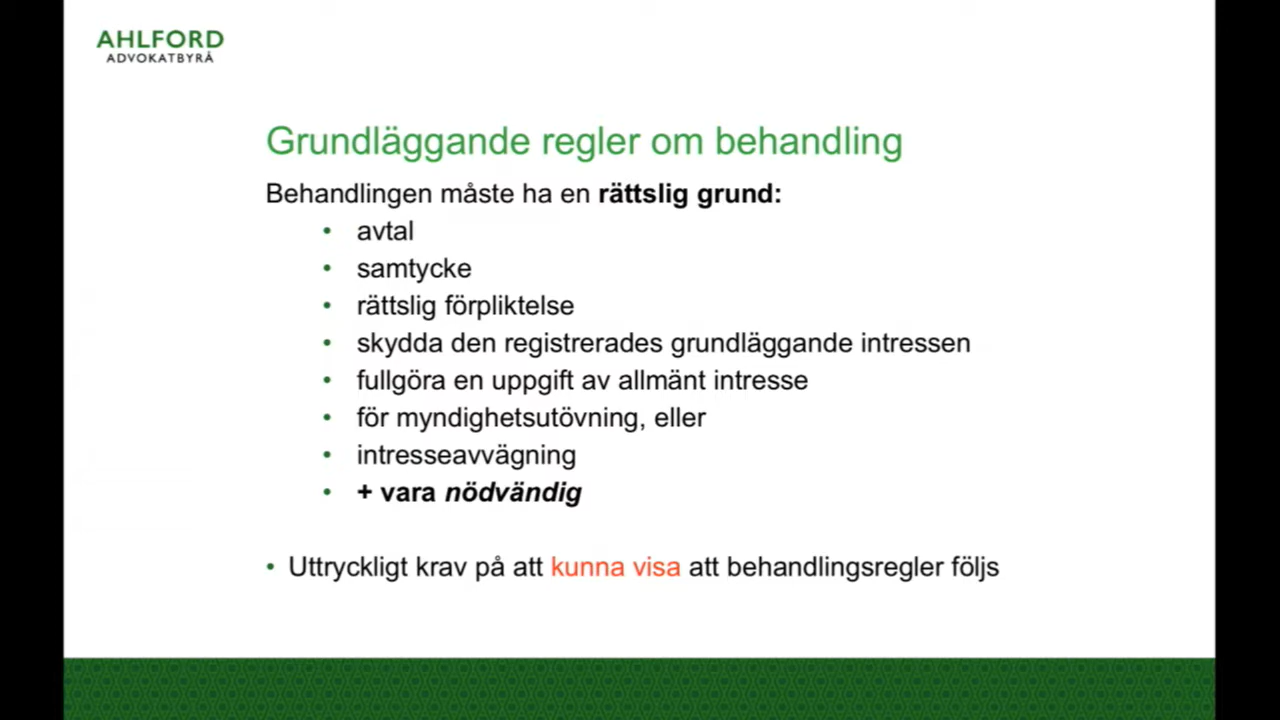 AHLFORD
ADVOKATBYRÅ
Grundläggande regler om behandling
Behandlingen måste ha en rättslig grund:
• avtal
• samtycke
• rättslig förpliktelse
• skydda den registrerades grundläggande intressen
• fullgöra en uppgift av allmänt intresse
• för myndighetsutövning, eller
• intresseavvägning
• + vara nödvändig
• Uttryckligt krav på att kunna visa att behandlingsregler följs